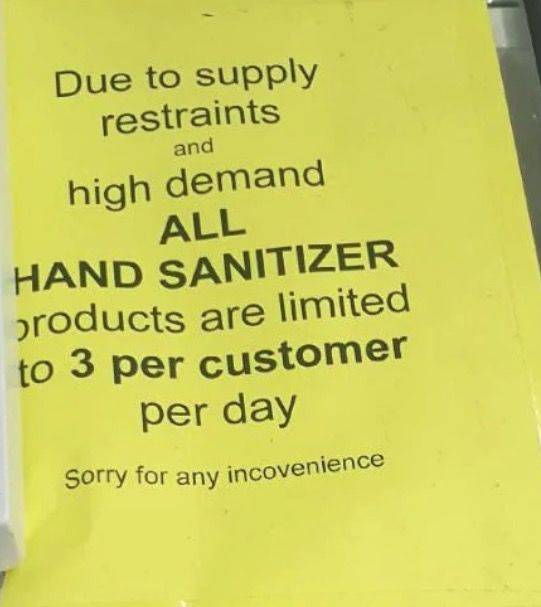 Due to supply
restraints
and
high demand
ALL
HAND SANITIZER
products are limited
to 3 per customer
per day
Sorry for any incovenience